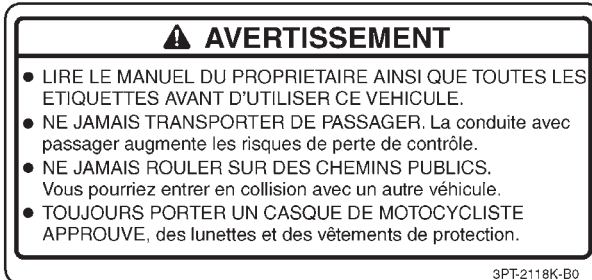 AVERTISSEMENT
● LIRE LE MANUEL DU PROPRIETAIRE AINSI QUE TOUTES LES
ETIQUETTES AVANT D'UTILISER CE VEHICULE.
● NE JAMAIS TRANSPORTER DE PASSAGER. La conduite avec
passager augmente les risques de perte de contrôle.
● NE JAMAIS ROULER SUR DES CHEMINS PUBLICS.
Vous pourriez entrer en collision avec un autre véhicule.
● TOUJOURS PORTER UN CASQUE DE MOTOCYCLISTE
APPROUVE, des lunettes et des vêtements de protection.
3PT-2118K-B0